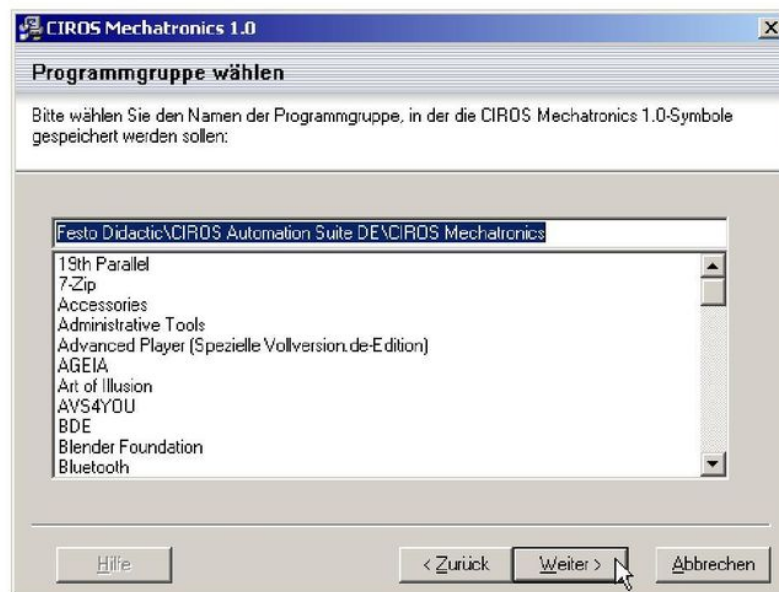 CIROS Mechatronics 1.0
Programmgruppe wählen
Bitte wählen Sie den Namen der Programmgruppe, in der die CIROS Mechatronics 1.0-Symbole
gespeichert werden sollen:
Festo Didactic\CIROS Automation Suite DE\CIROS Mechatronics
19th Parallel
7-Zip
Accessories
Administrative Tools
Advanced Player (Spezielle Vollversion.de-Edition)
AGEIA
Art of Illusion
AVS4YOU
BDE
Blender Foundation
Bluetooth
Hilfe
< Zurück
Weiter >
Abbrechen